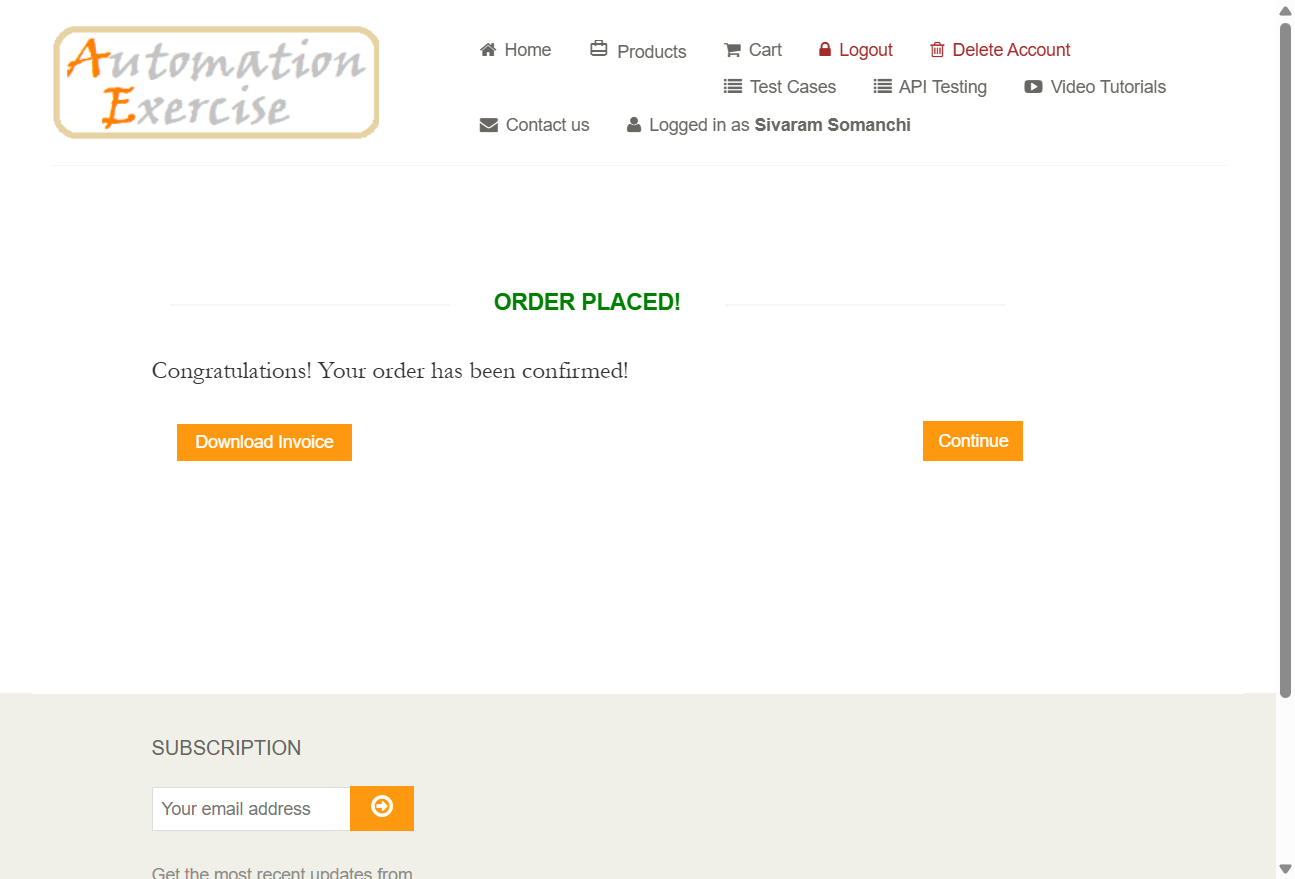 Automation
Exercise
Home Products Cart Logout Delete Account
Test Cases API Testing Video Tutorials
Contact us Logged in as Sivaram Somanchi
ORDER PLACED!
Congratulations! Your order has been confirmed!
Download Invoice Continue
SUBSCRIPTION
Your email address
Get the most recent updates from